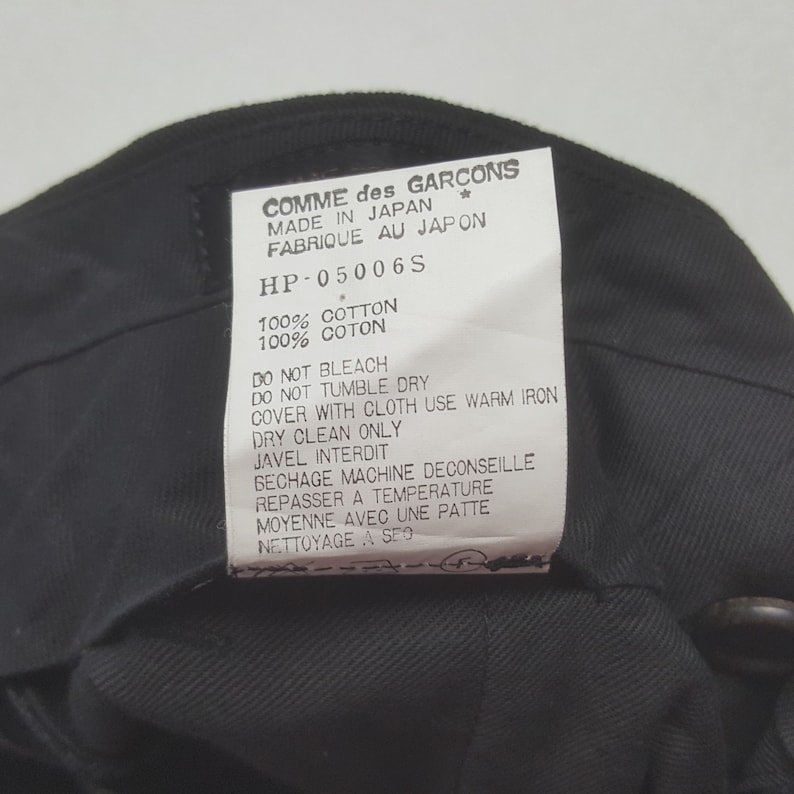 COMME des GARCONS *
MADE IN JAPAN
FABRIQUE AU JAPON
HP-05006S
100% COTTON
100% COTON
DO NOT BLEACH
DO NOT TUMBLE DRY
COVER WITH CLOTH USE WARM IRON
DRY CLEAN ONLY
JAVEL INTERDIT
SECHAGE MACHINE DECONSEILLE
REPASSER A TEMPERATURE
MOYENNE AVEC UNE PATTE
NETTOYAGE A SEC